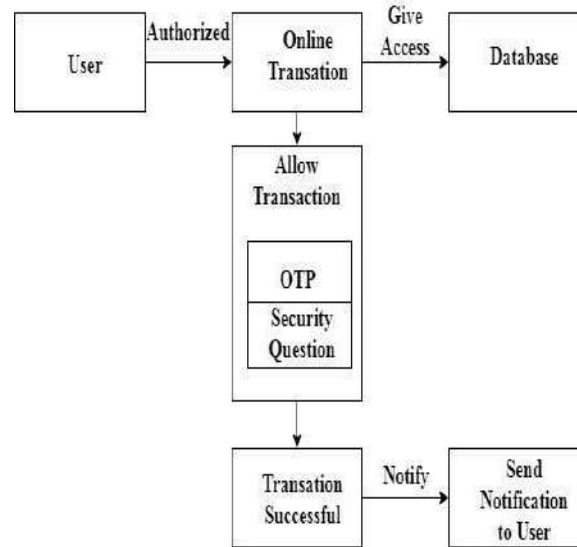 User
Authorized
Online
Transation
Give
Access
Database
Allow
Transaction
OTP
Security
Question
Transation
Successful
Notify
Send
Notification
to User